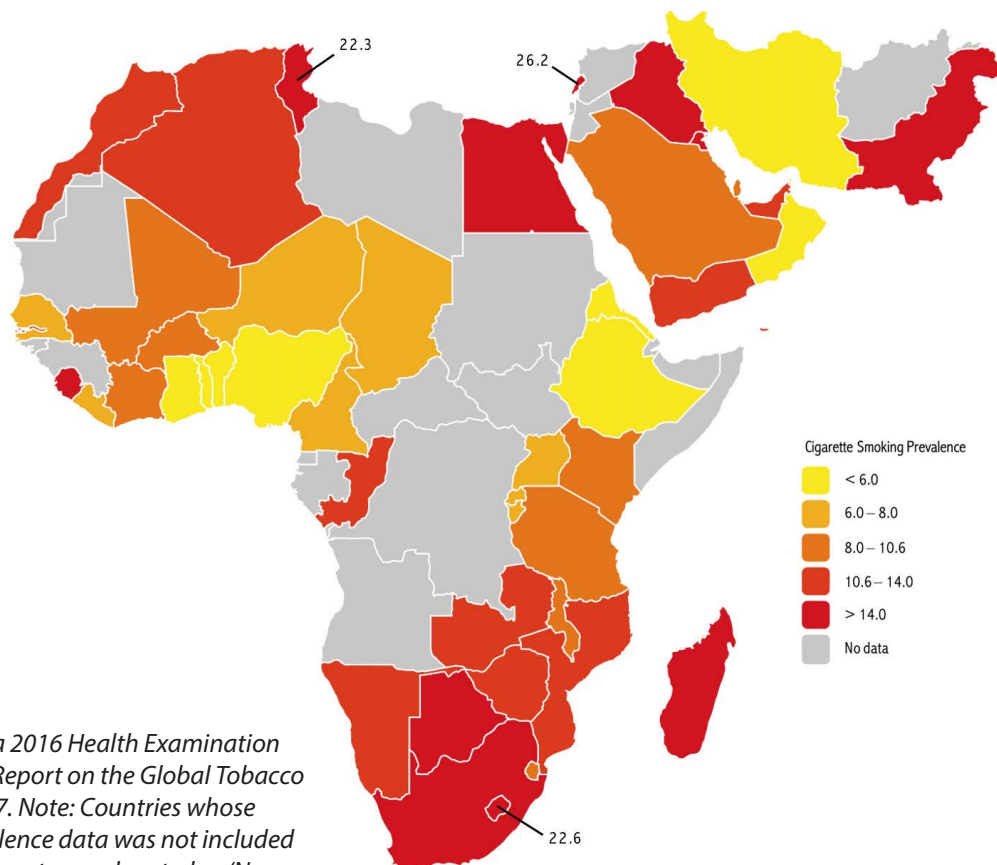 22.3
26.2
Cigarette Smoking Prevalence
< 6.0
6.0 – 8.0
8.0 – 10.6
10.6 – 14.0
> 14.0
No data
a 2016 Health Examination
Report on the Global Tobacco
7. Note: Countries whose
lence data was not included
22.6